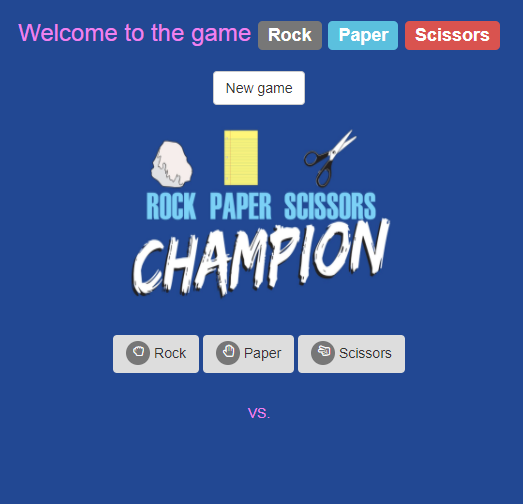 Welcome to the game Rock Paper Scissors
New game
ROCK PAPER SCISSORS
CHAMPION
Rock Paper Scissors
VS.